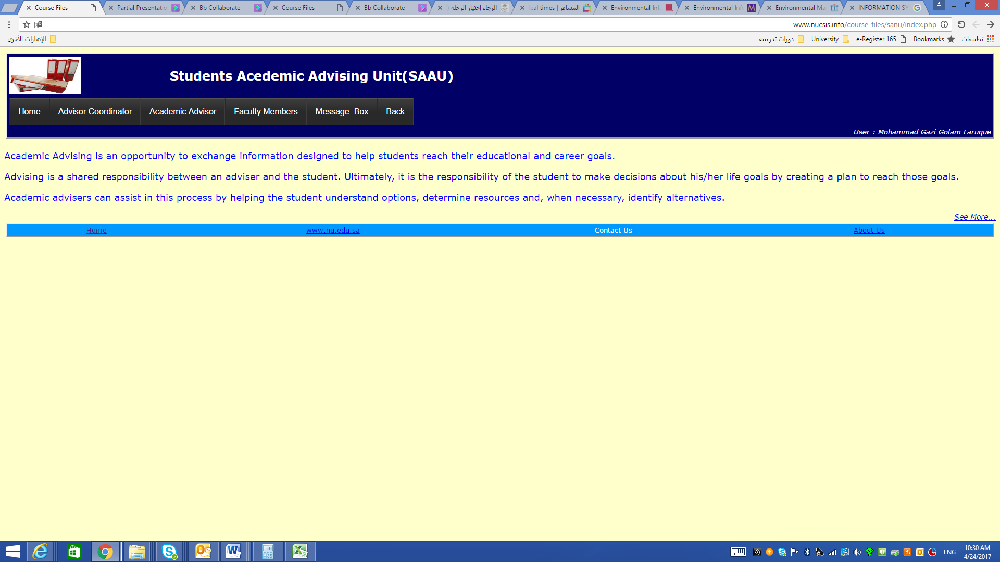 Course Files
Partial Presentatio
Bb Collaborate
Course Files
Bb Collaborate
الرجاء إختيار الرحلة
eal times | المسافر
Environmental Inf
Environmental Inf
Environmental Ma
INFORMATION SY
www.nucsis.info/course_files/sanu/index.php
الإشارات الأخرى
دورات تدريبية
University
e-Register 165
Bookmarks
تطبيقات
Students Acedemic Advising Unit(SAAU)
Home
Advisor Coordinator
Academic Advisor
Faculty Members
Message_Box
Back
User : Mohammad Gazi Golam Faruque
Academic Advising is an opportunity to exchange information designed to help students reach their educational and career goals.
Advising is a shared responsibility between an adviser and the student. Ultimately, it is the responsibility of the student to make decisions about his/her life goals by creating a plan to reach those goals.
Academic advisers can assist in this process by helping the student understand options, determine resources and, when necessary, identify alternatives.
See More...
Home
www.nu.edu.sa
Contact Us
About Us
ENG
10:30 AM
4/24/2017